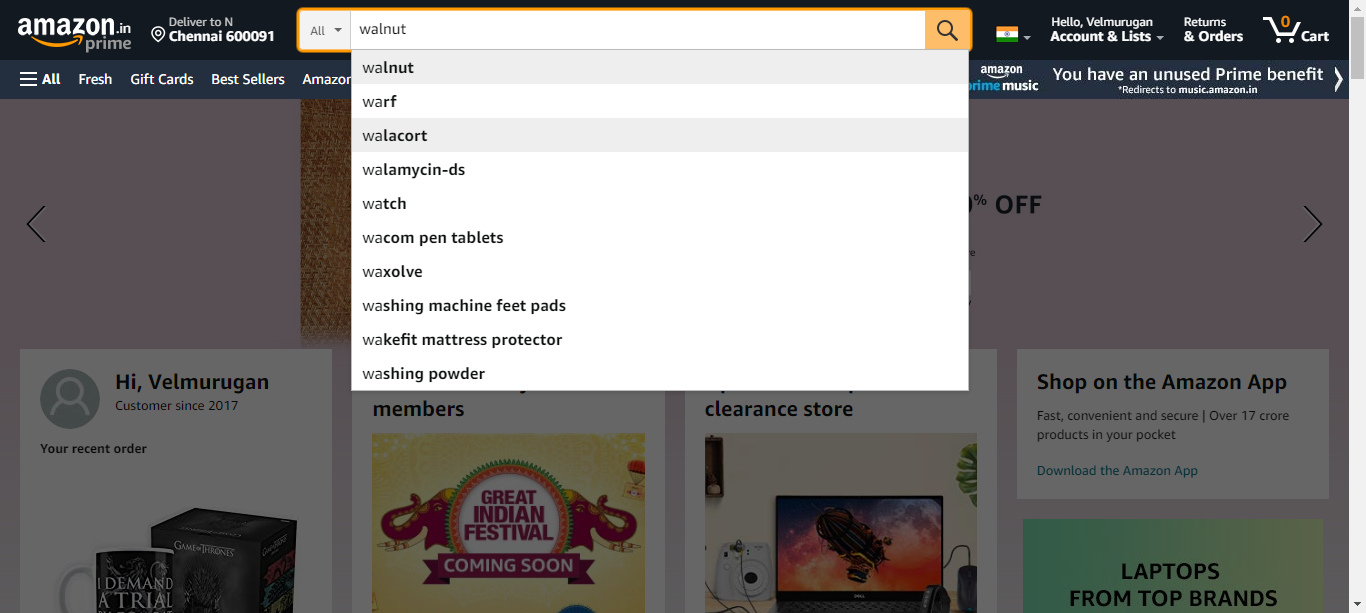 amazon.in
prime
Deliver to N
Chennai 600091
All
walnut
Hello, Velmurugan
Account & Lists
Returns
& Orders
0
Cart
All
Fresh
Gift Cards
Best Sellers
Amazon
amazon
prime music
You have an unused Prime benefit
*Redirects to music.amazon.in
walnut
warf
walacort
walamycin-ds
watch
wacom pen tablets
waxolve
washing machine feet pads
wakefit mattress protector
washing powder
% OFF
Hi, Velmurugan
Customer since 2017
Your recent order
GAME OF THRONES
I DEMAND
A TRIAL
members
GREAT
INDIAN
FESTIVAL
COMING SOON
clearance store
DELL
Shop on the Amazon App
Fast, convenient and secure | Over 17 crore
products in your pocket
Download the Amazon App
LAPTOPS
FROM TOP BRANDS